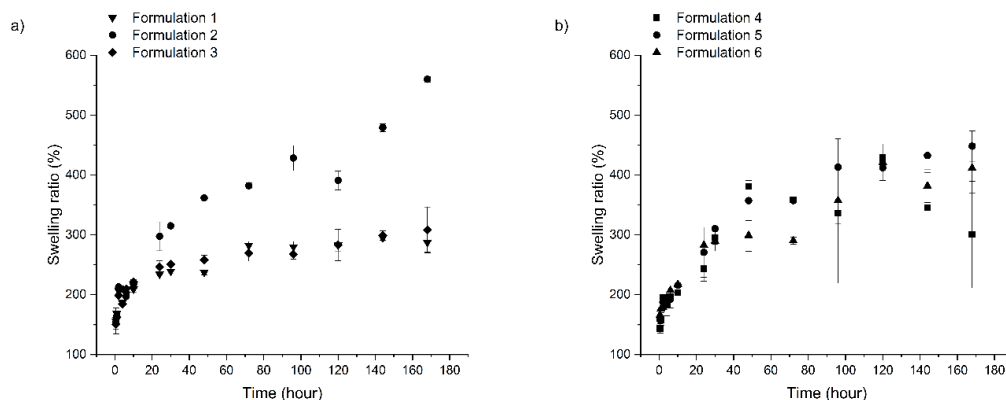 a)
Formulation 1
Formulation 2
Formulation 3
600
500
400
300
200
100
Swelling ratio (%)
0 20 40 60 80 100 120 140 160 180
Time (hour)
b)
Formulation 4
Formulation 5
Formulation 6
600
500
400
300
200
100
Swelling ratio (%)
0 20 40 60 80 100 120 140 160 180
Time (hour)